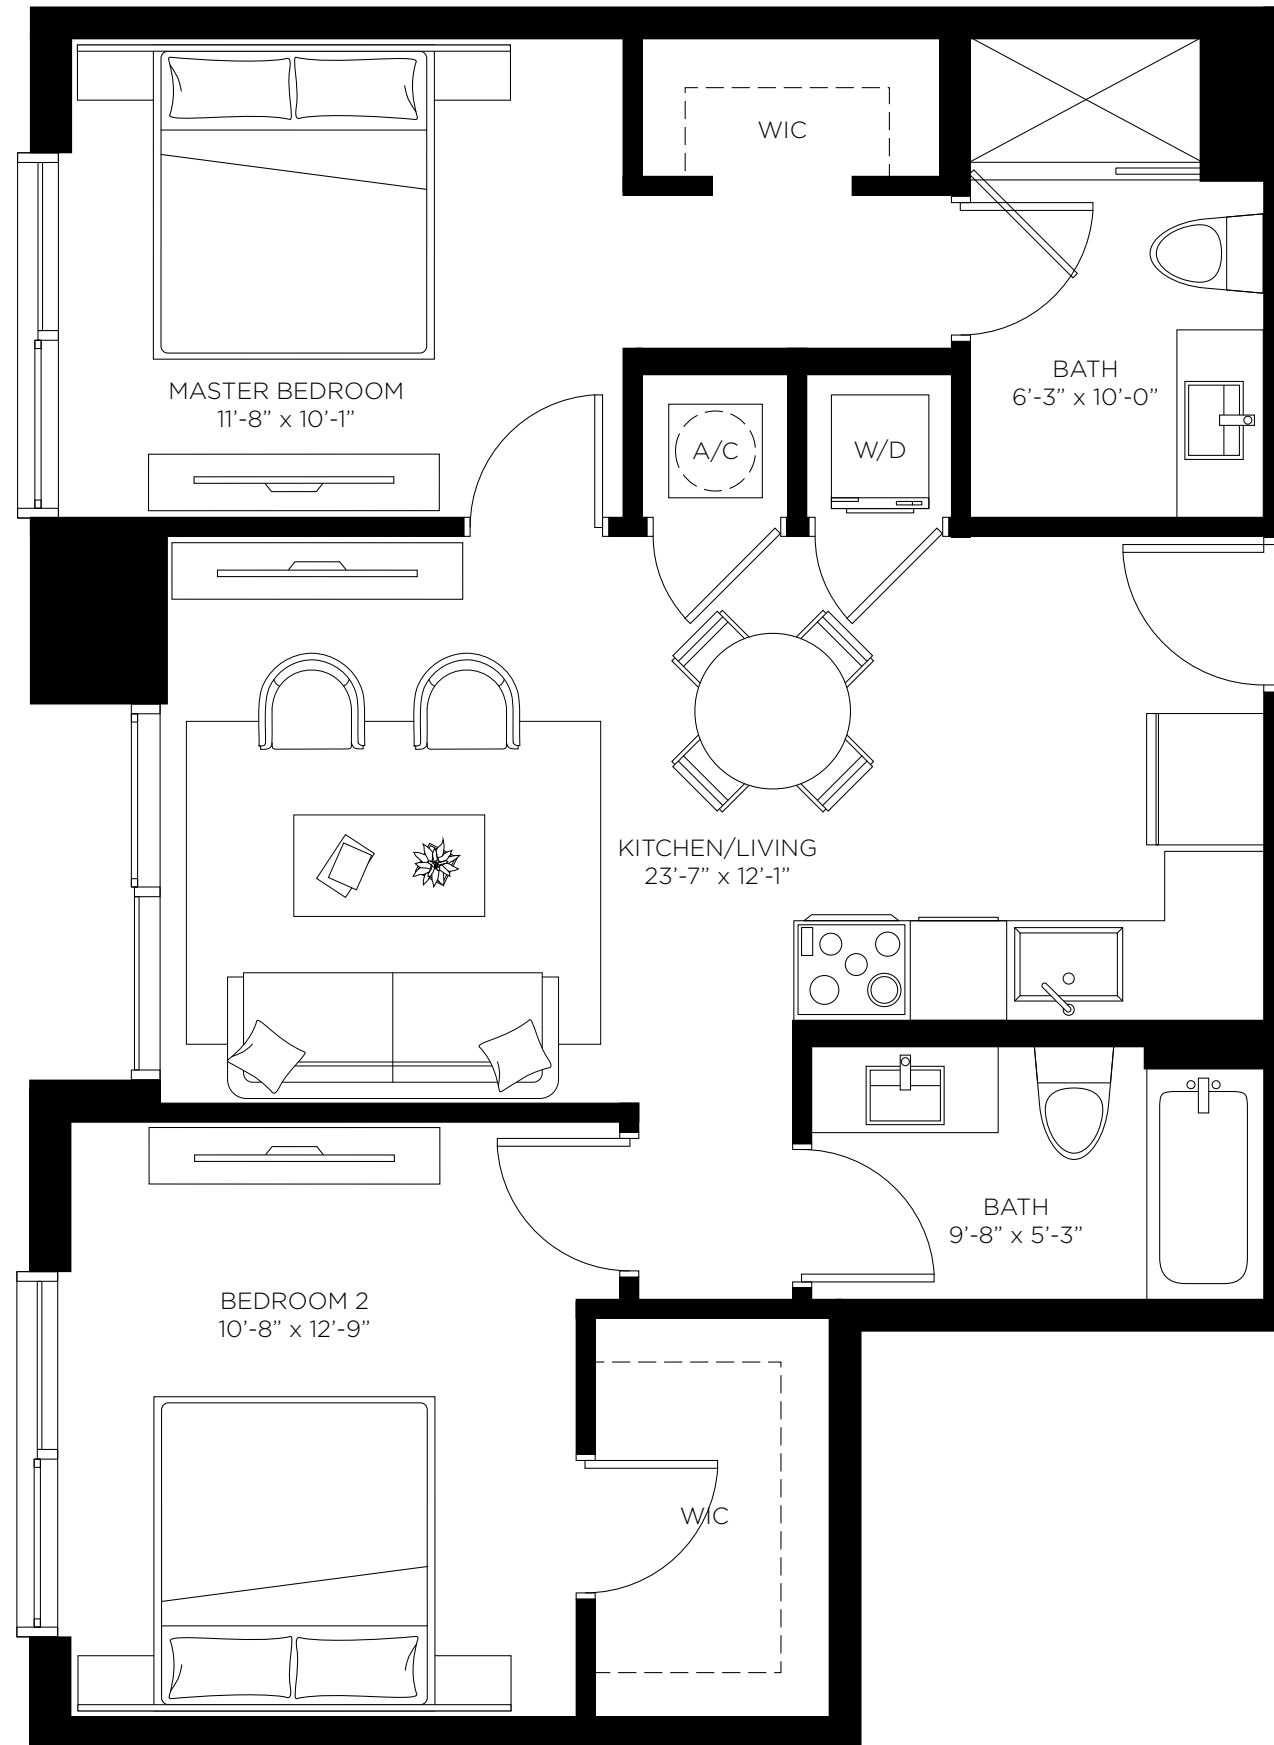 WIC
MASTER BEDROOM
11’-8” x 10’-1”
BATH
6’-3” x 10’-0”
A/C
W/D
KITCHEN/LIVING
23’-7” x 12’-1”
BATH
9’-8” x 5’-3”
BEDROOM 2
10’-8” x 12’-9”
WIC